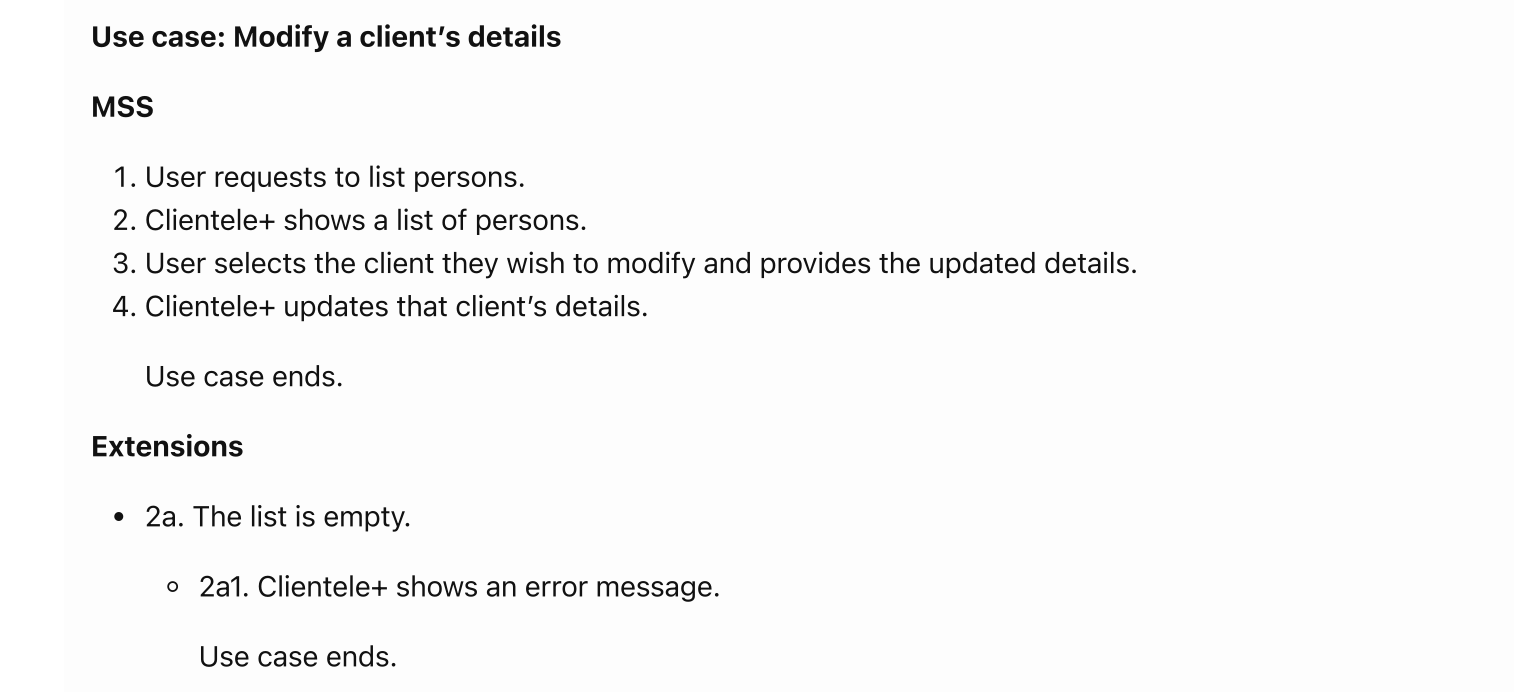 Use case: Modify a client’s details
MSS
1. User requests to list persons.
2. Clientele+ shows a list of persons.
3. User selects the client they wish to modify and provides the updated details.
4. Clientele+ updates that client’s details.
Use case ends.
Extensions
• 2a. The list is empty.
◦ 2a1. Clientele+ shows an error message.
Use case ends.